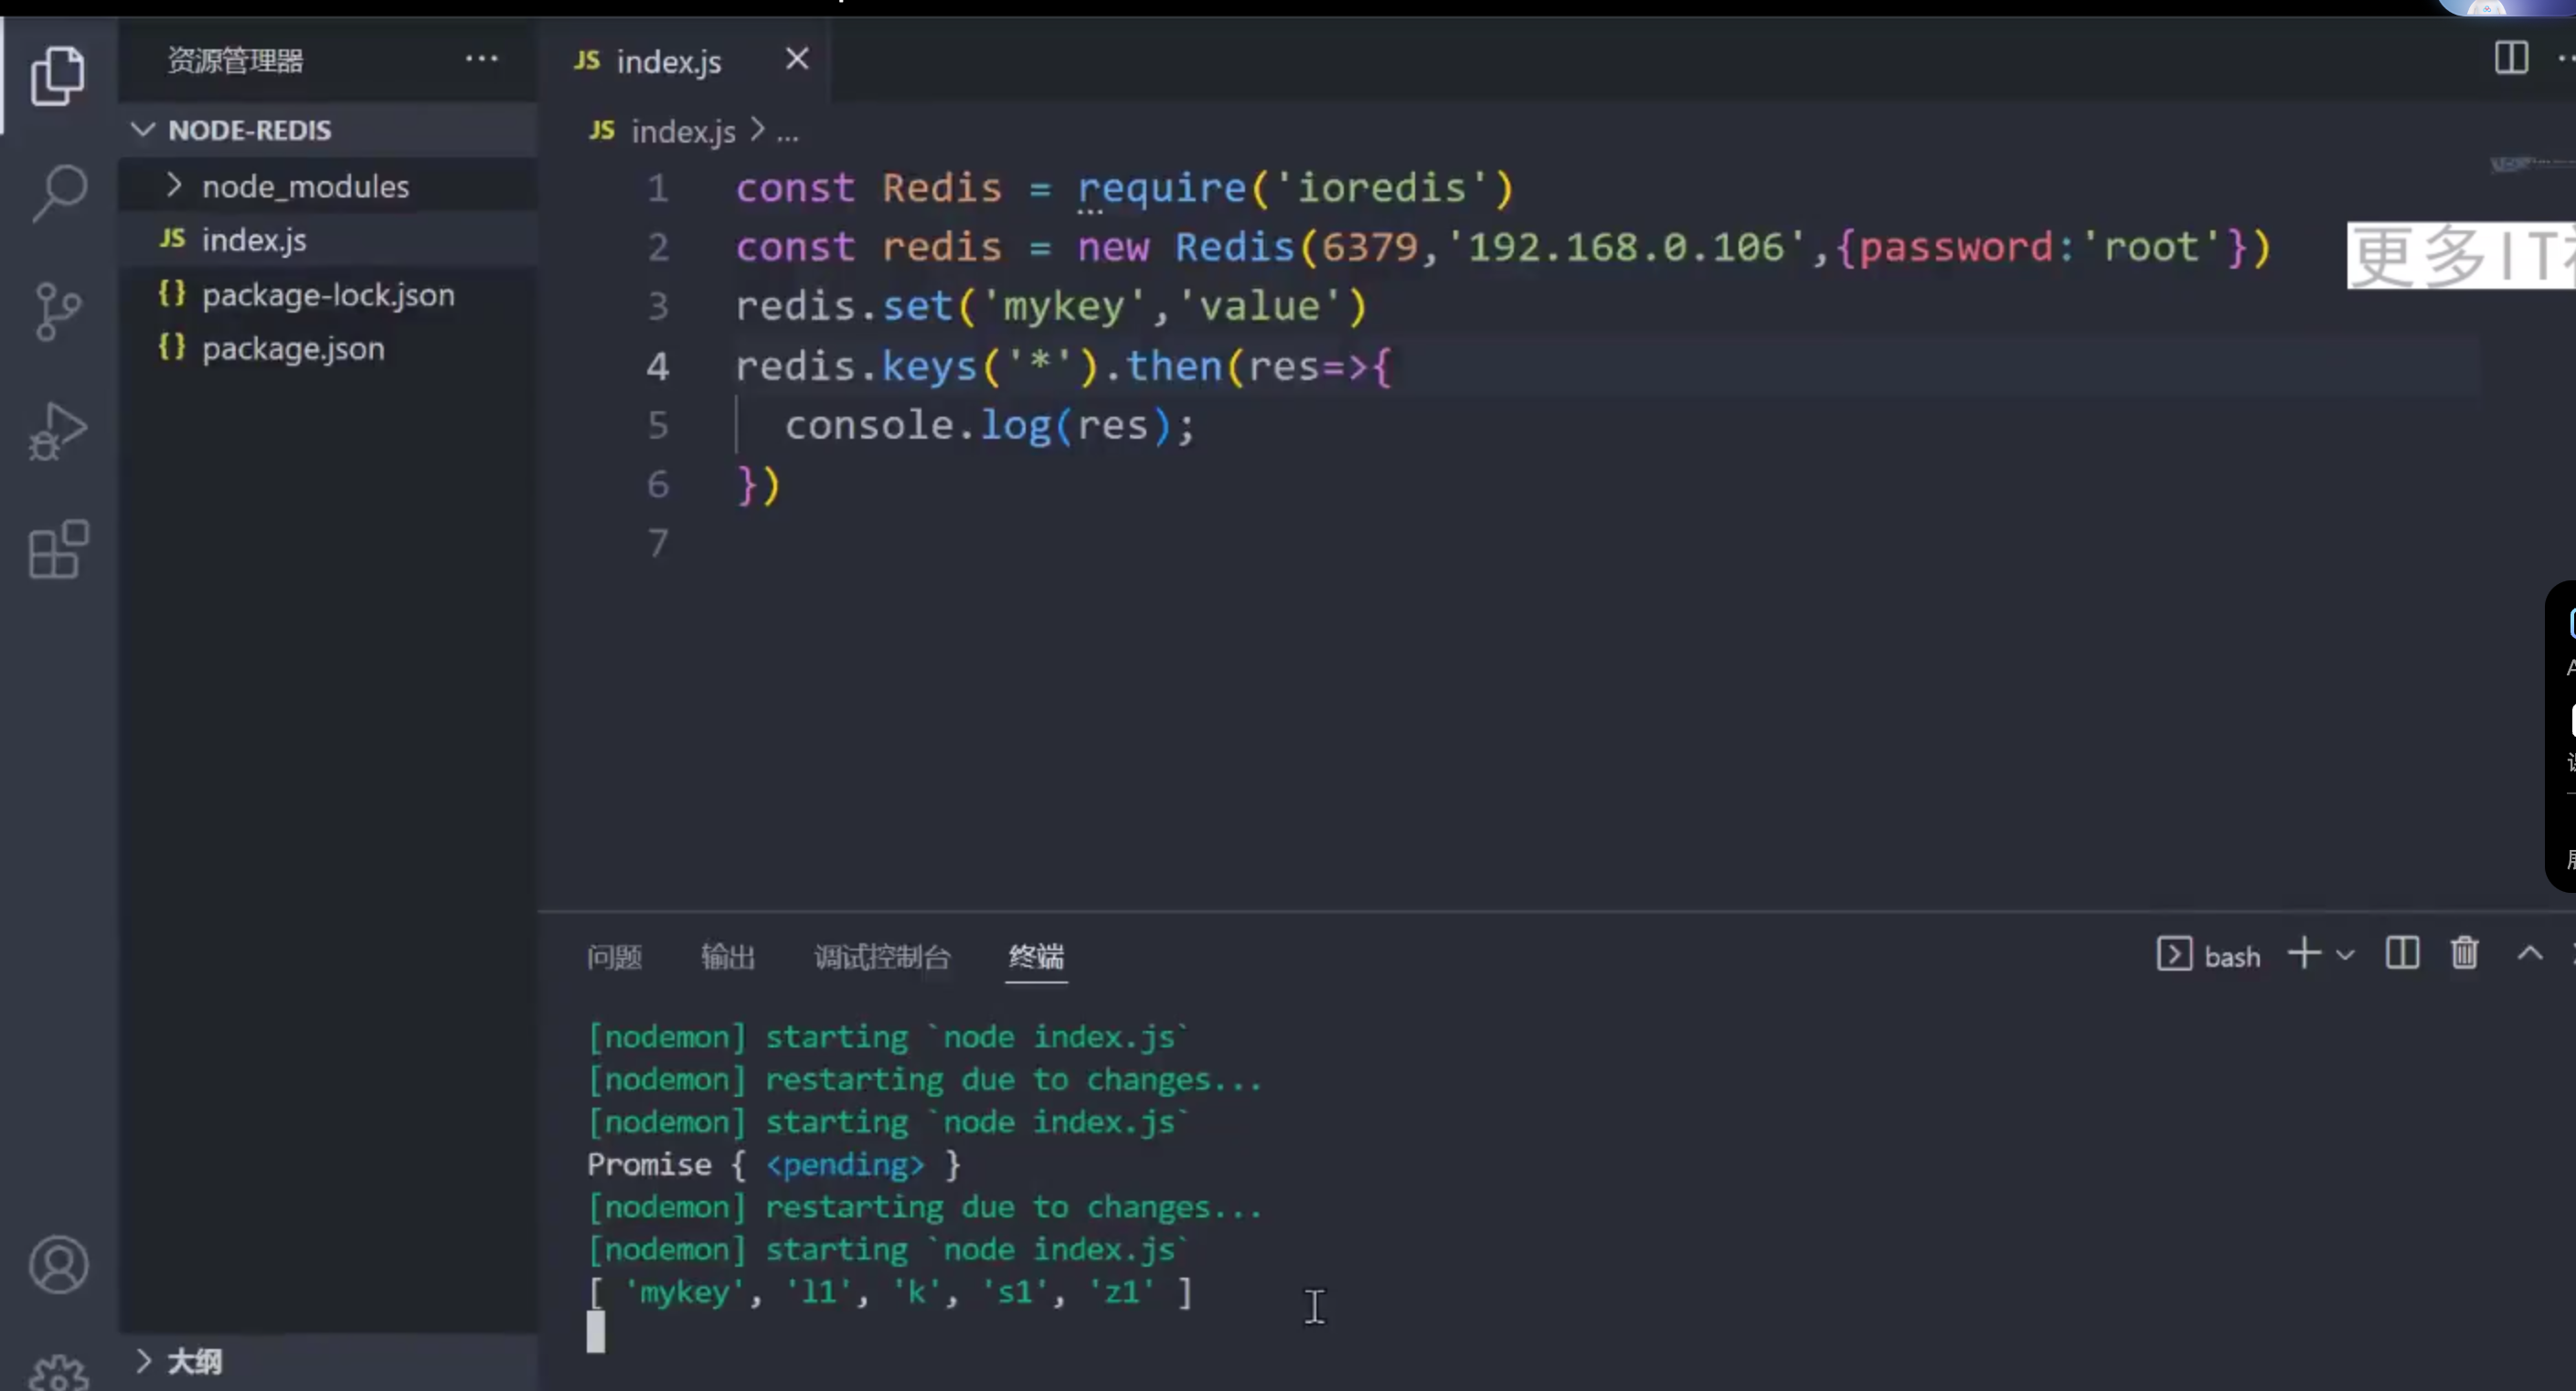 资源管理器 ···
JS index.js ×
NODE-REDIS
node_modules
JS index.js
{} package-lock.json
{} package.json
JS index.js > ...
1 const Redis = require('ioredis')
2 const redis = new Redis(6379,'192.168.0.106',{password:'root'})
3 redis.set('mykey','value')
4 redis.keys('*').then(res=>{
5 console.log(res);
6 })
7
更多IT
问题 输出 调试控制台 终端
bash
[nodemon] starting `node index.js`
[nodemon] restarting due to changes...
[nodemon] starting `node index.js`
Promise { <pending> }
[nodemon] restarting due to changes...
[nodemon] starting `node index.js`
[ 'mykey', 'l1', 'k', 's1', 'z1' ]
大纲